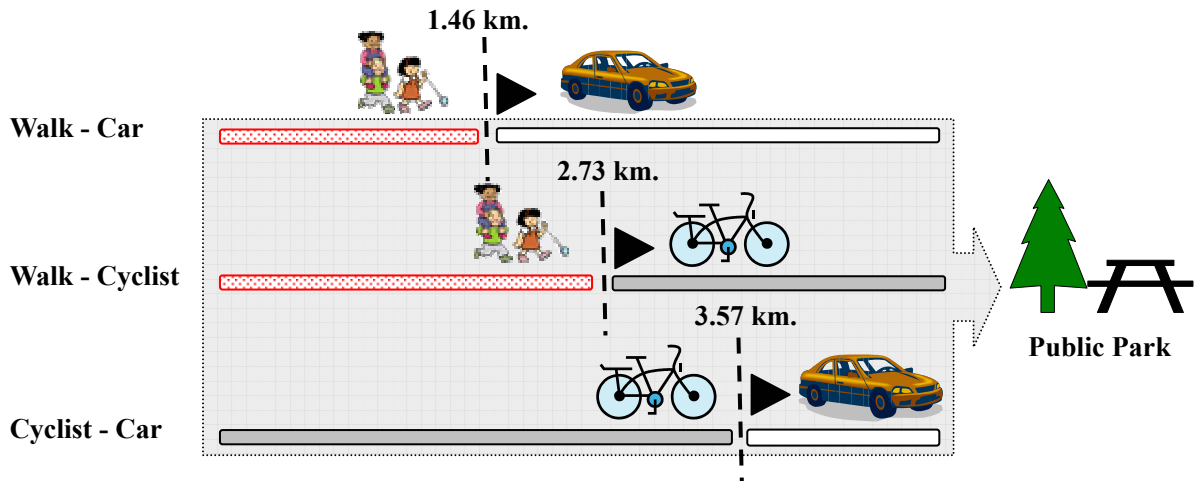 1.46 km.
Walk - Car
2.73 km.
Walk - Cyclist
3.57 km.
Public Park
Cyclist - Car